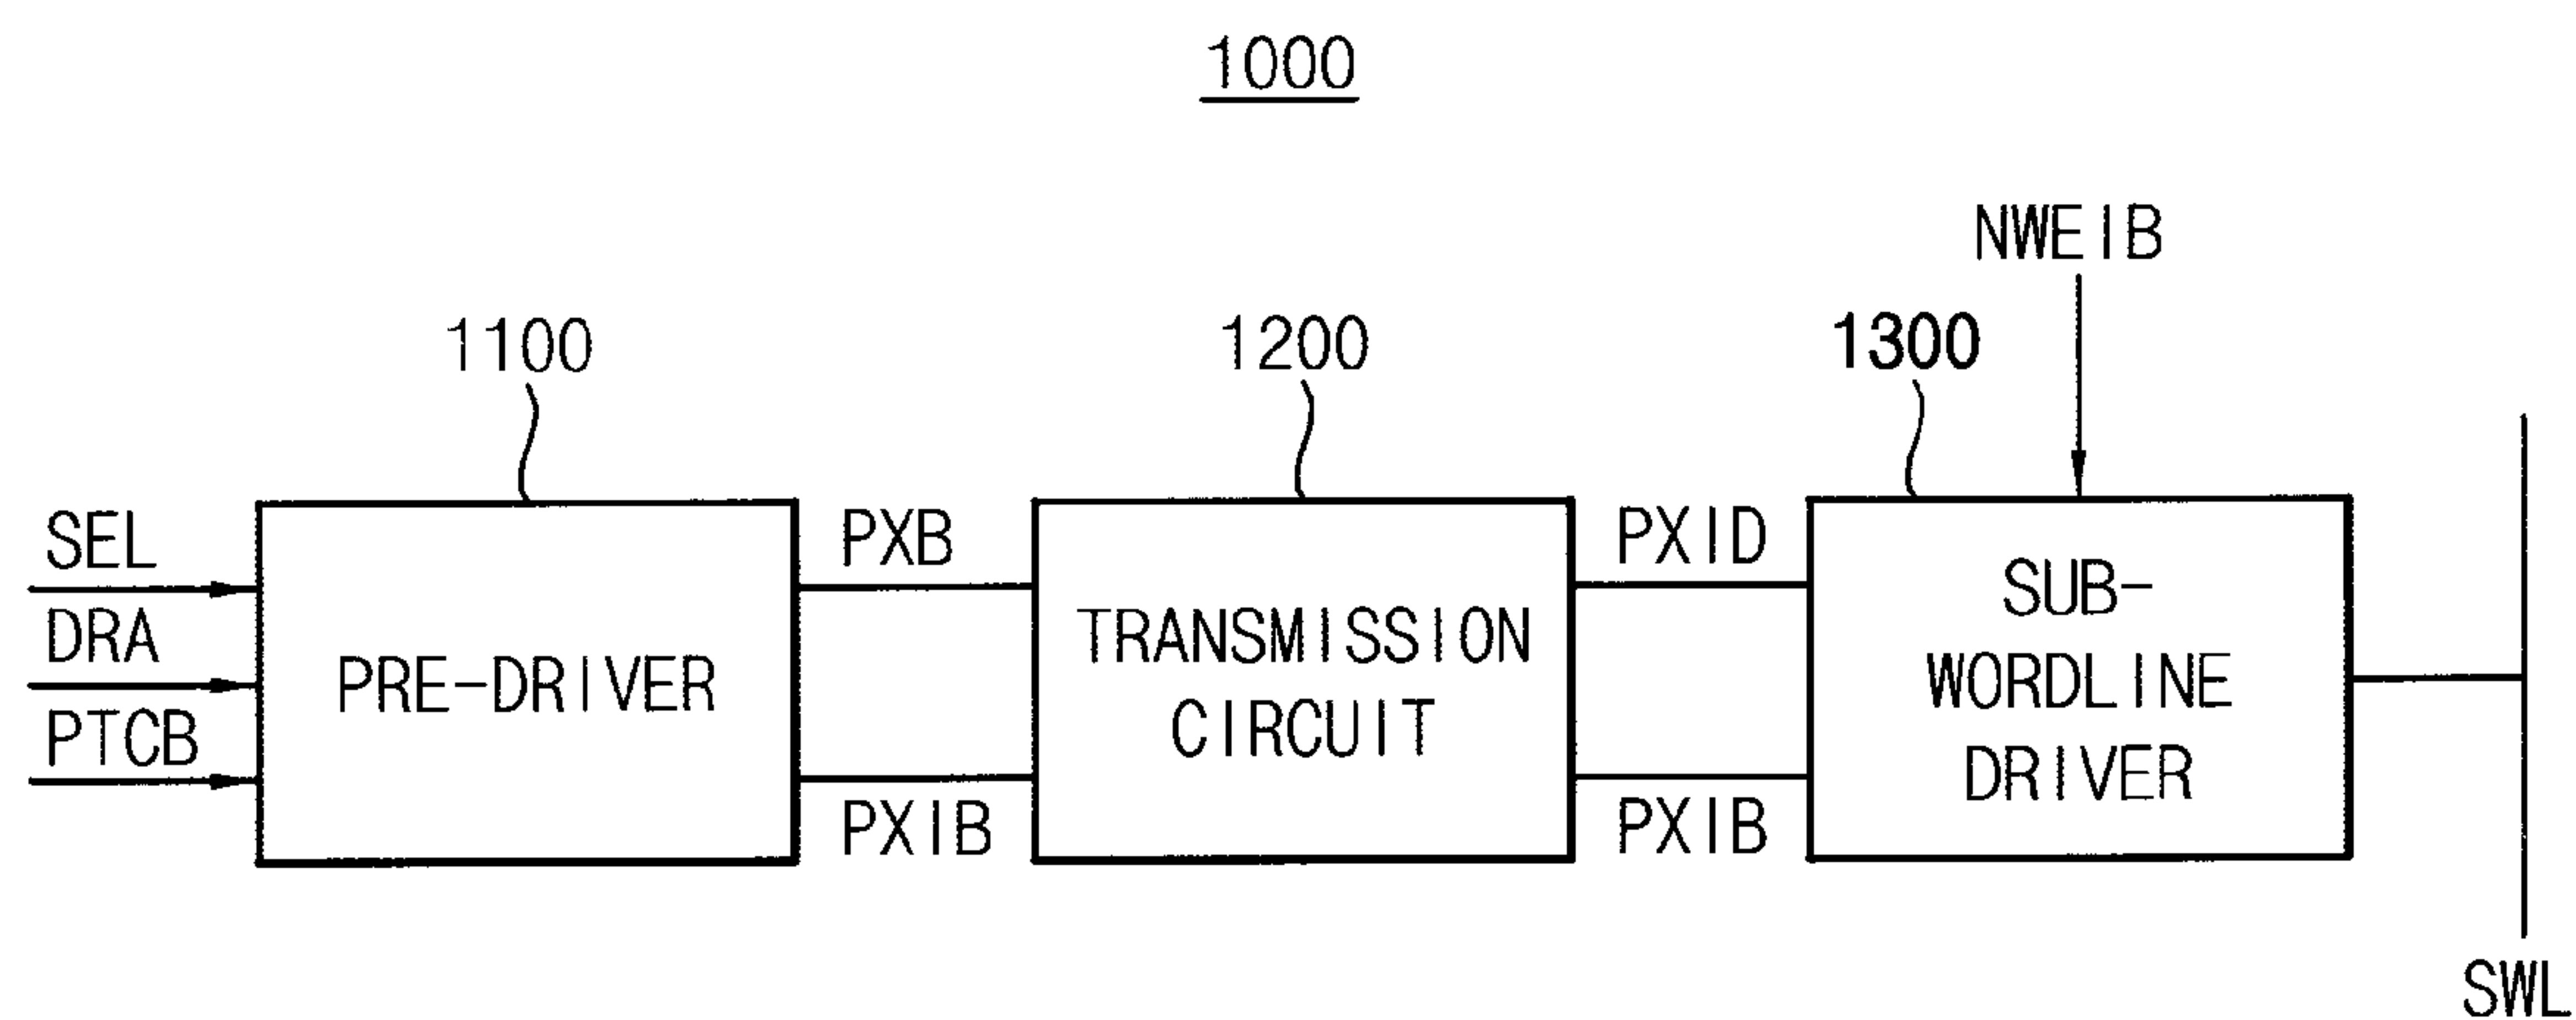 1000
NWEIB
1100
1200
1300
SEL
DRA
PTCB
PRE-DRIVER
PXB
PXIB
TRANSMISSION
CIRCUIT
PXID
PXIB
SUB-
WORDLINE
DRIVER
SWL